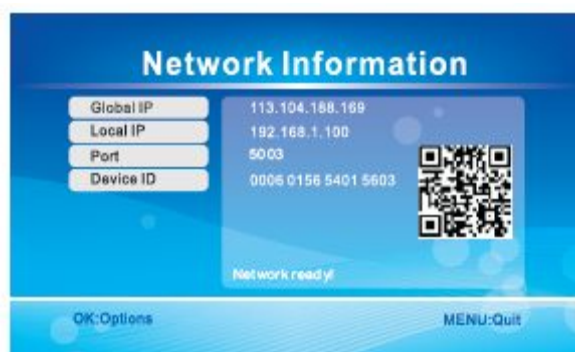 Network Information
Global IP 113.104.188.169
Local IP 192.168.1.100
Port 5003
Device ID 0006 0156 5401 5603
Network ready!
OK:Options MENU:Quit